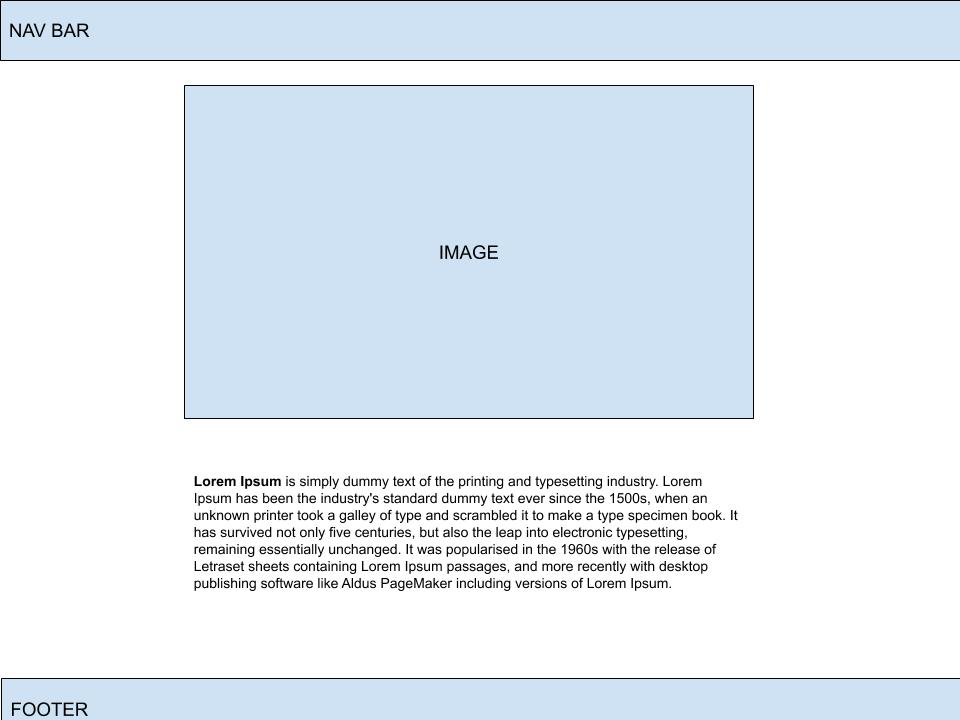 NAV BAR
IMAGE
Lorem Ipsum is simply dummy text of the printing and typesetting industry. Lorem
Ipsum has been the industry's standard dummy text ever since the 1500s, when an
unknown printer took a galley of type and scrambled it to make a type specimen book. It
has survived not only five centuries, but also the leap into electronic typesetting,
remaining essentially unchanged. It was popularised in the 1960s with the release of
Letraset sheets containing Lorem Ipsum passages, and more recently with desktop
publishing software like Aldus PageMaker including versions of Lorem Ipsum.
FOOTER